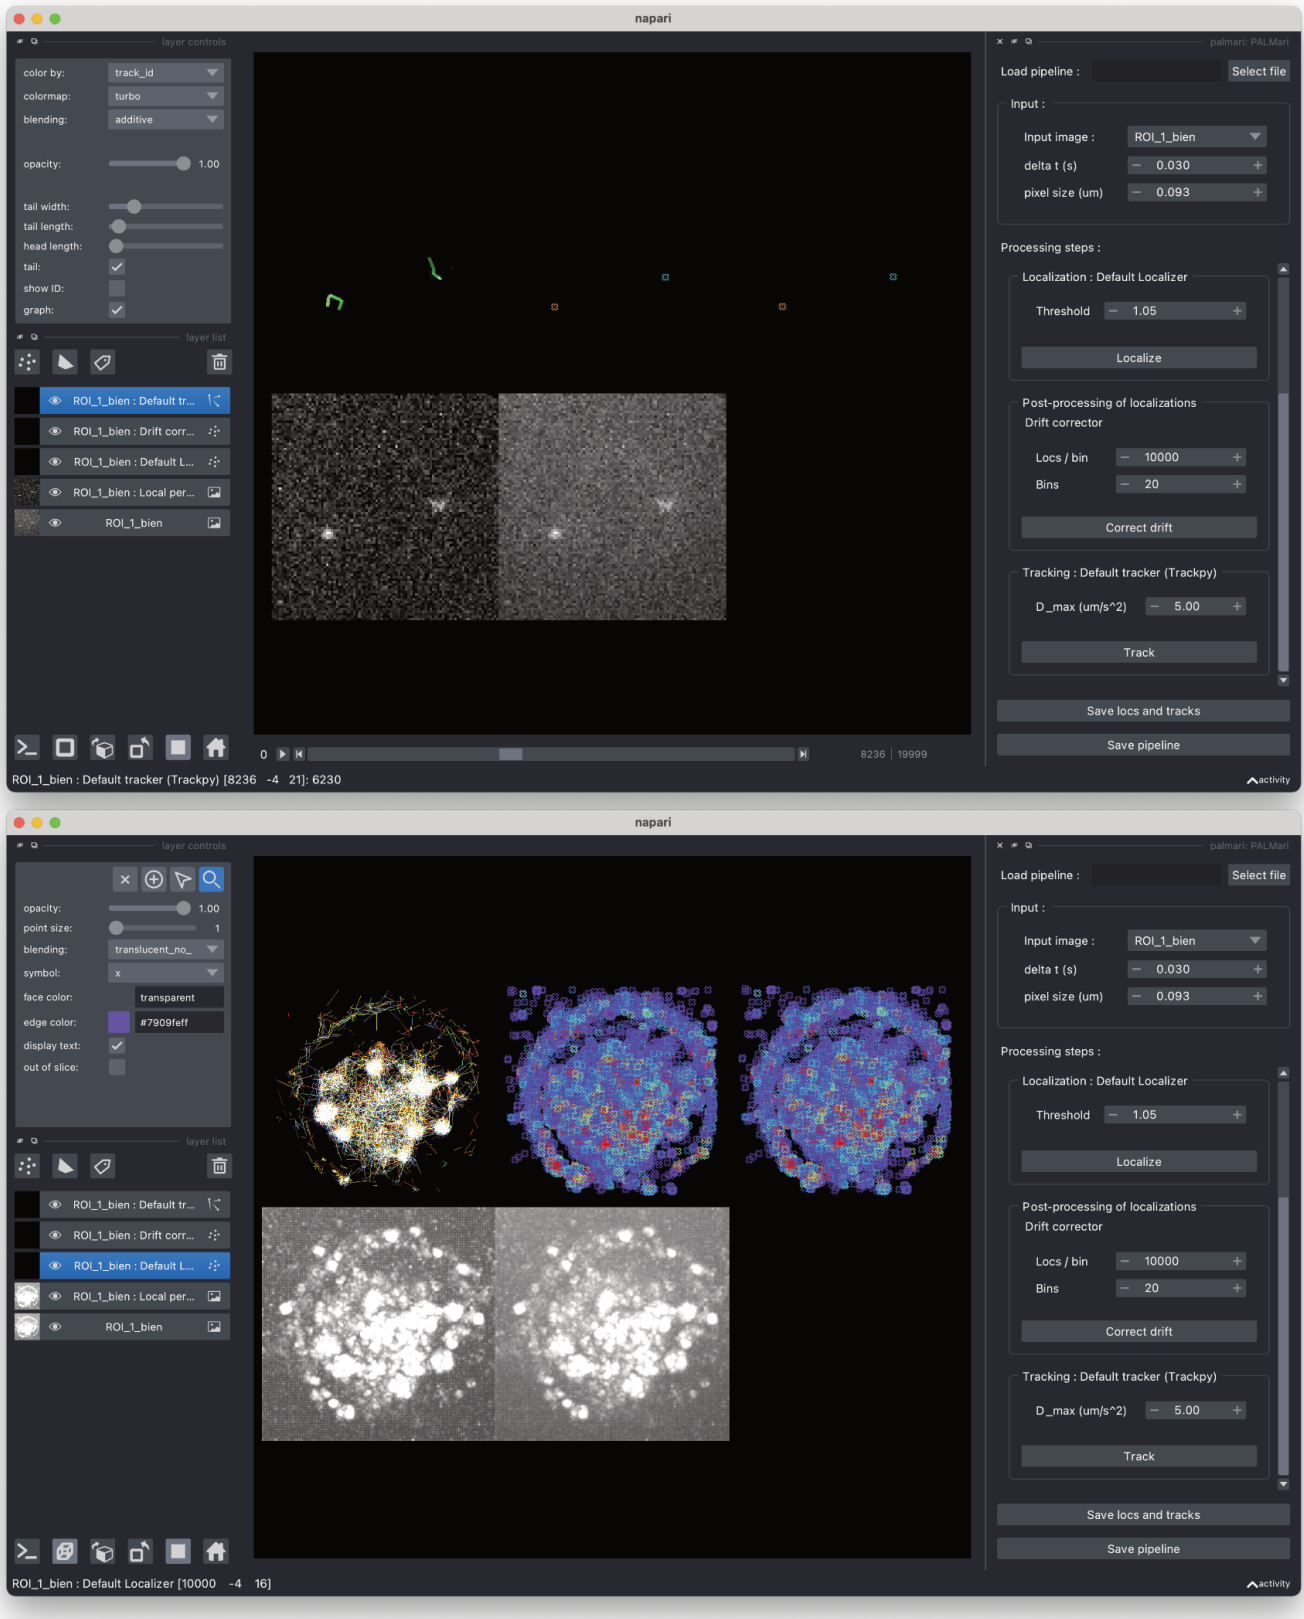 napari
layer controls
palmari: PALMari
color by: track_id
colormap: turbo
blending: additive
opacity: 1.00
tail width:
tail length:
head length:
tail:
show ID:
graph:
layer list
ROI_1_bien : Default tr...
ROI_1_bien : Drift corr...
ROI_1_bien : Default L...
ROI_1_bien : Local per...
ROI_1_bien
Load pipeline : Select file
Input :
Input image : ROI_1_bien
delta t (s) − 0.030 +
pixel size (um) − 0.093 +
Processing steps :
Localization : Default Localizer
Threshold − 1.05 +
Localize
Post-processing of localizations
Drift corrector
Locs / bin − 10000 +
Bins − 20 +
Correct drift
Tracking : Default tracker (Trackpy)
D_max (um/s^2) − 5.00 +
Track
Save locs and tracks
Save pipeline
0 8236 | 19999
ROI_1_bien : Default tracker (Trackpy) [8236 -4 21]: 6230
activity
napari
layer controls
palmari: PALMari
opacity: 1.00
point size: 1
blending: translucent_no_
symbol: x
face color: transparent
edge color: #7909feff
display text:
out of slice:
layer list
ROI_1_bien : Default tr...
ROI_1_bien : Drift corr...
ROI_1_bien : Default L...
ROI_1_bien : Local per...
ROI_1_bien
Load pipeline : Select file
Input :
Input image : ROI_1_bien
delta t (s) − 0.030 +
pixel size (um) − 0.093 +
Processing steps :
Localization : Default Localizer
Threshold − 1.05 +
Localize
Post-processing of localizations
Drift corrector
Locs / bin − 10000 +
Bins − 20 +
Correct drift
Tracking : Default tracker (Trackpy)
D_max (um/s^2) − 5.00 +
Track
Save locs and tracks
Save pipeline
ROI_1_bien : Default Localizer [10000 -4 16]
activity